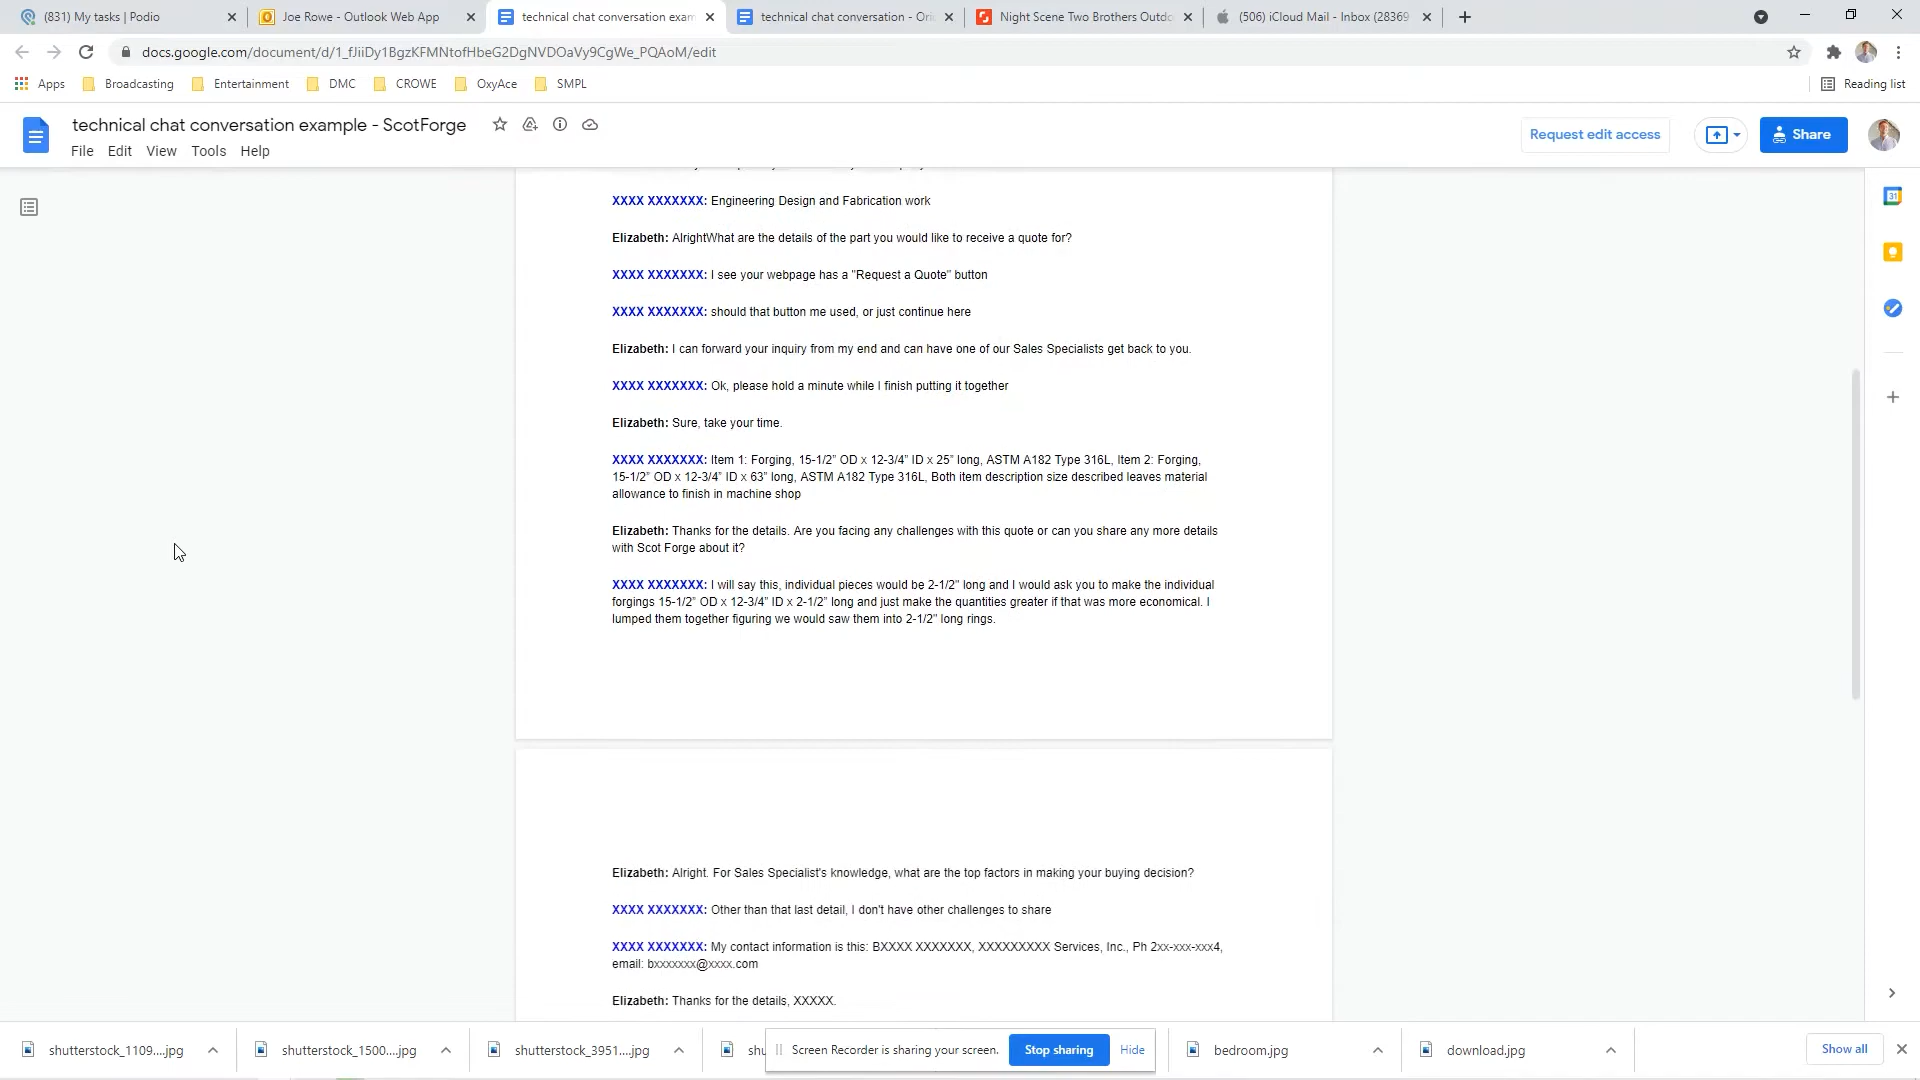 (831) My tasks | Podio
Joe Rowe - Outlook Web App
technical chat conversation exam
technical chat conversation - Ori
Night Scene Two Brothers Outdo
(506) iCloud Mail - Inbox (28369
docs.google.com/document/d/1_fJiiDy1BgzKFMNtofHbeG2DgNVDOaVy9CgWe_PQAoM/edit
Apps
Broadcasting
Entertainment
DMC
CROWE
OxyAce
SMPL
Reading list
technical chat conversation example - ScotForge
File Edit View Tools Help
Request edit access
Share
XXXX XXXXXXX: Engineering Design and Fabrication work
Elizabeth: AlrightWhat are the details of the part you would like to receive a quote for?
XXXX XXXXXXX: I see your webpage has a "Request a Quote" button
XXXX XXXXXXX: should that button me used, or just continue here
Elizabeth: I can forward your inquiry from my end and can have one of our Sales Specialists get back to you.
XXXX XXXXXXX: Ok, please hold a minute while I finish putting it together
Elizabeth: Sure, take your time.
XXXX XXXXXXX: Item 1: Forging, 15-1/2" OD x 12-3/4" ID x 25" long, ASTM A182 Type 316L, Item 2: Forging,
15-1/2" OD x 12-3/4" ID x 63" long, ASTM A182 Type 316L, Both item description size described leaves material
allowance to finish in machine shop
Elizabeth: Thanks for the details. Are you facing any challenges with this quote or can you share any more details
with Scot Forge about it?
XXXX XXXXXXX: I will say this, individual pieces would be 2-1/2" long and I would ask you to make the individual
forgings 15-1/2" OD x 12-3/4" ID x 2-1/2" long and just make the quantities greater if that was more economical. I
lumped them together figuring we would saw them into 2-1/2" long rings.
Elizabeth: Alright. For Sales Specialist's knowledge, what are the top factors in making your buying decision?
XXXX XXXXXXX: Other than that last detail, I don't have other challenges to share
XXXX XXXXXXX: My contact information is this: BXXXX XXXXXXX, XXXXXXXXX Services, Inc., Ph 2xx-xxx-xxx4,
email: bxxxxxxx@xxxx.com
Elizabeth: Thanks for the details, XXXXX.
31
shutterstock_1109....jpg
shutterstock_1500....jpg
shutterstock_3951....jpg
shu
Screen Recorder is sharing your screen.
Stop sharing
Hide
bedroom.jpg
download.jpg
Show all